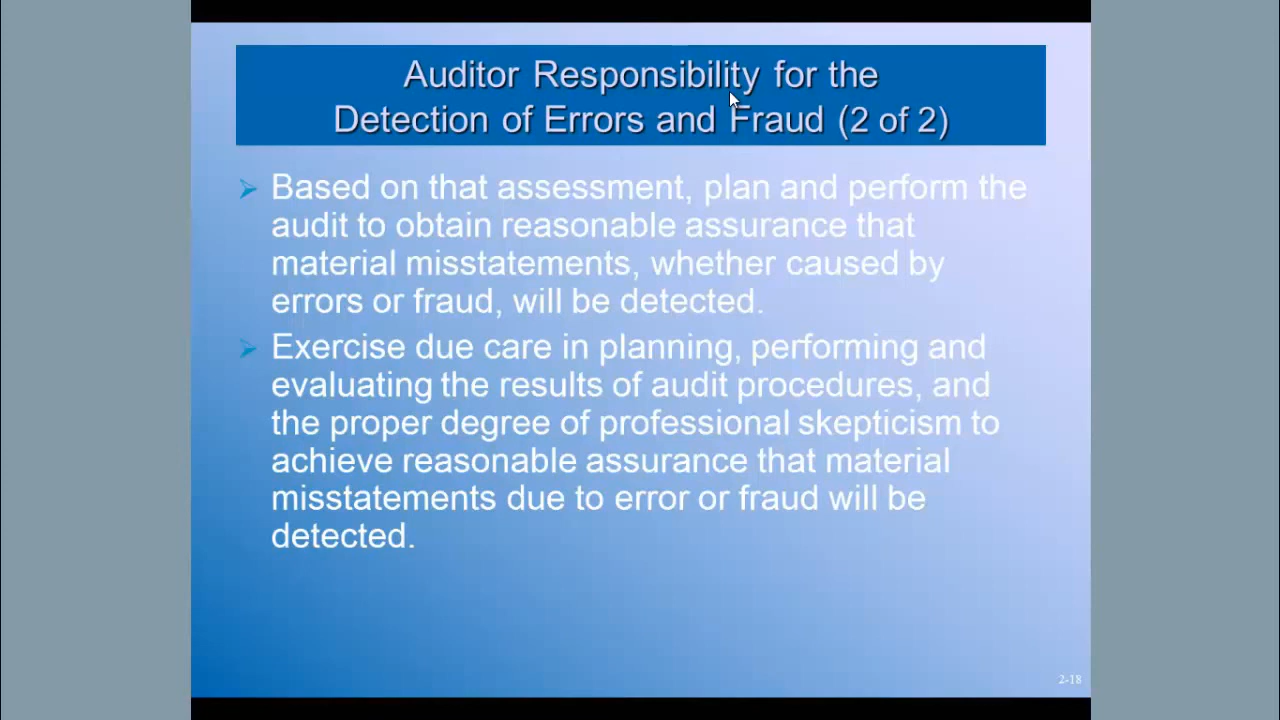 Auditor Responsibility for the
Detection of Errors and Fraud (2 of 2)
Based on that assessment, plan and perform the
audit to obtain reasonable assurance that
material misstatements, whether caused by
errors or fraud, will be detected.
Exercise due care in planning, performing and
evaluating the results of audit procedures, and
the proper degree of professional skepticism to
achieve reasonable assurance that material
misstatements due to error or fraud will be
detected.
2-18